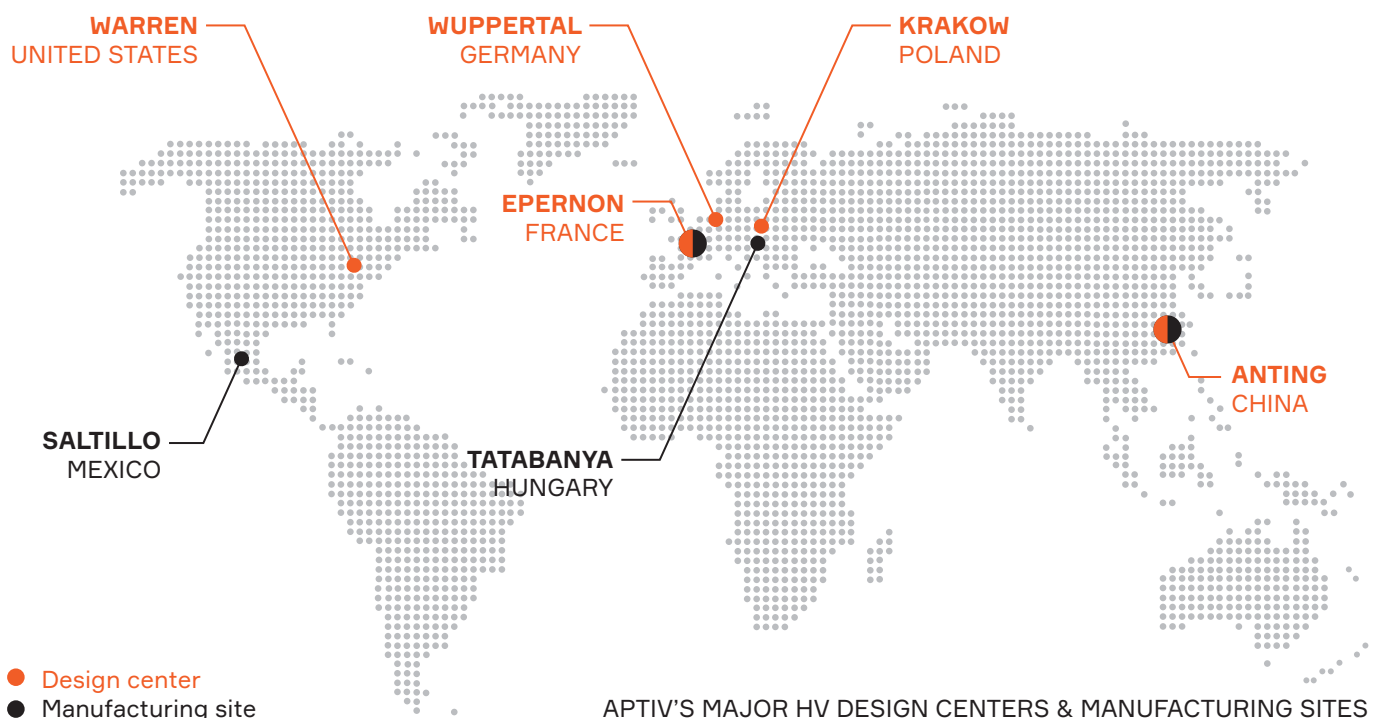 WARREN
UNITED STATES
WUPPERTAL
GERMANY
KRAKOW
POLAND
EPERNON
FRANCE
ANTING
CHINA
SALTILLO
MEXICO
TATABANYA
HUNGARY
Design center
Manufacturing site
APTIV'S MAJOR HV DESIGN CENTERS & MANUFACTURING SITES